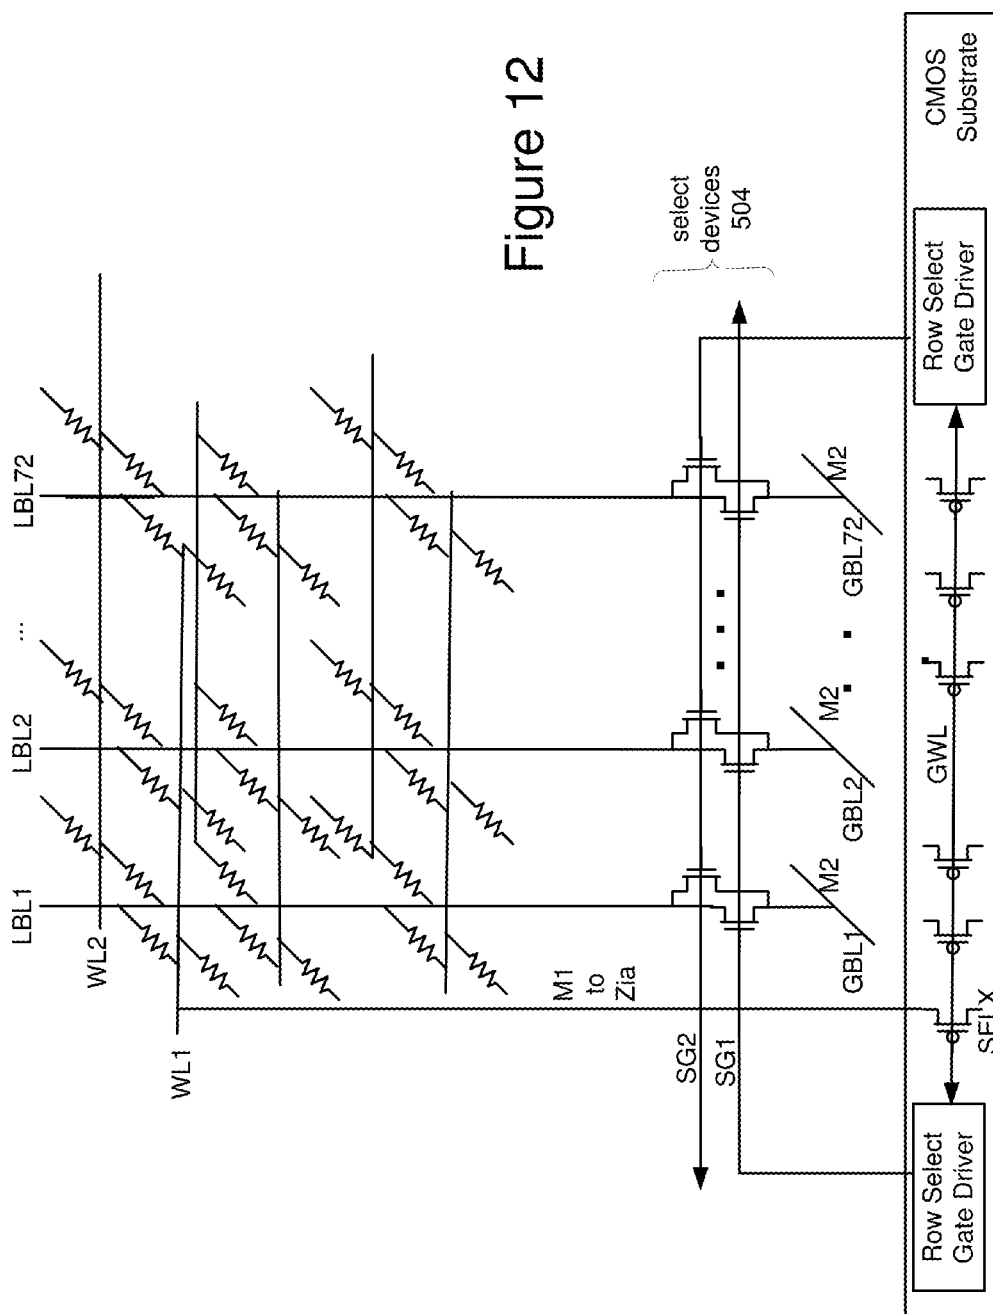 LBL1
LBL2
...
LBL72
WL2
WL1
Figure 12
M1
to
Zia
select
devices
504
SG2
SG1
M2
M2
M2
GBL1
GBL2
GBL72
GWL
Row Select
Gate Driver
Row Select
Gate Driver
CMOS
Substrate